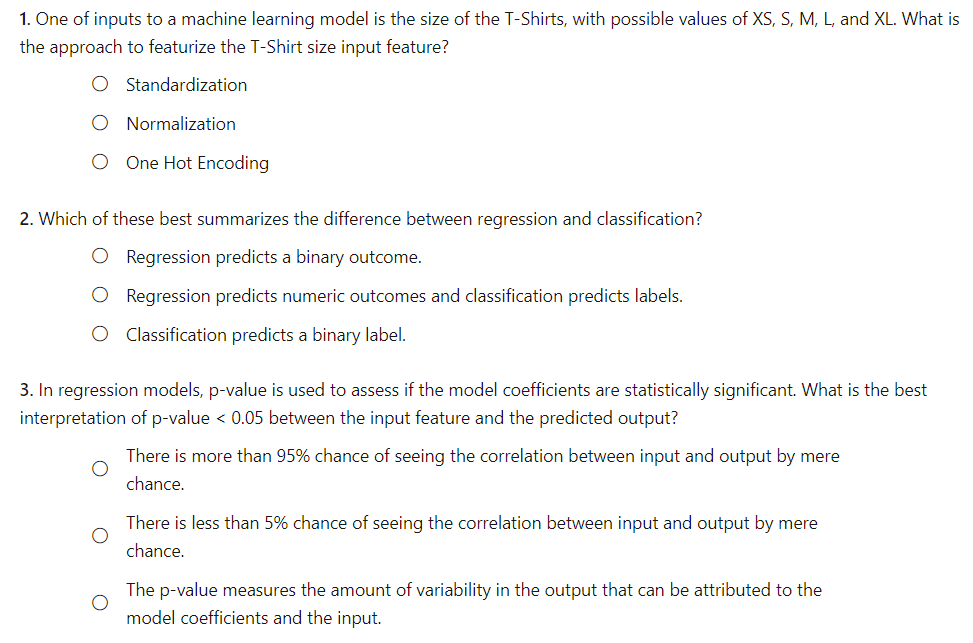 1. One of inputs to a machine learning model is the size of the T-Shirts, with possible values of XS, S, M, L, and XL. What is
the approach to featurize the T-Shirt size input feature?
Standardization
Normalization
One Hot Encoding
2. Which of these best summarizes the difference between regression and classification?
Regression predicts a binary outcome.
Regression predicts numeric outcomes and classification predicts labels.
Classification predicts a binary label.
3. In regression models, p-value is used to assess if the model coefficients are statistically significant. What is the best
interpretation of p-value < 0.05 between the input feature and the predicted output?
There is more than 95% chance of seeing the correlation between input and output by mere
chance.
There is less than 5% chance of seeing the correlation between input and output by mere
chance.
The p-value measures the amount of variability in the output that can be attributed to the
model coefficients and the input.